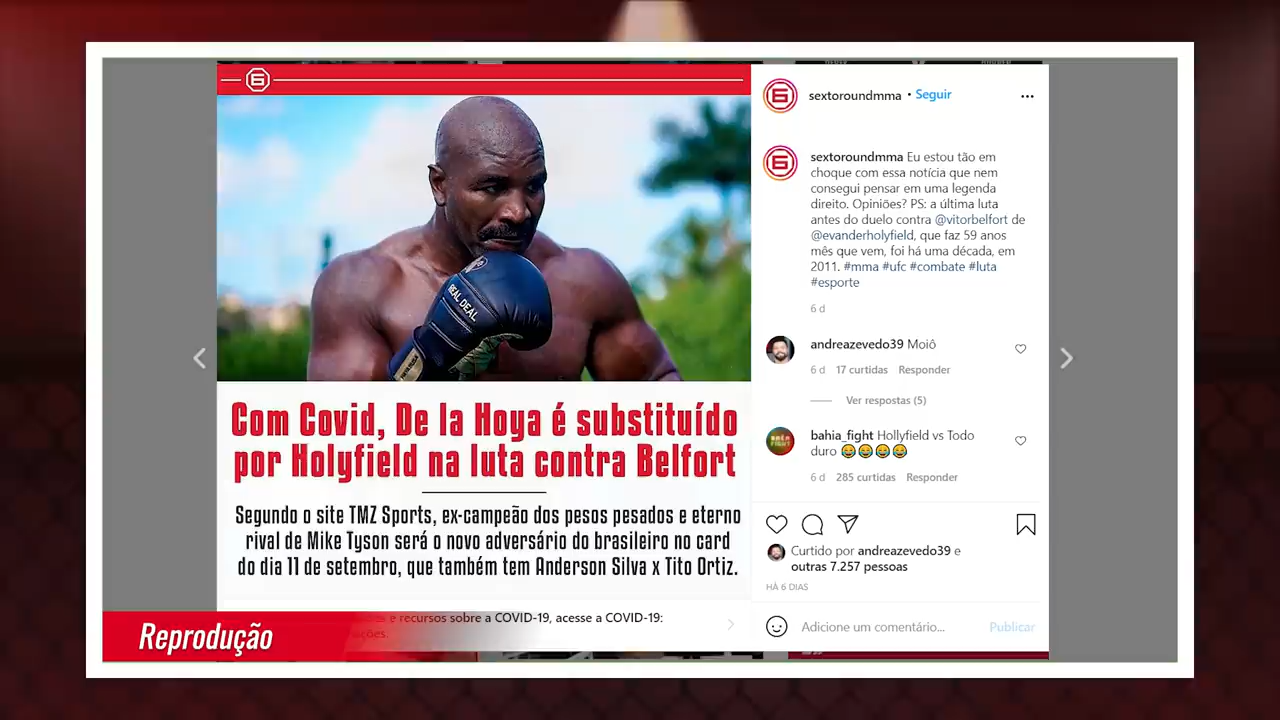 6
Com Covid, De la Hoya é substituído
por Holyfield na luta contra Belfort
Segundo o site TMZ Sports, ex-campeão dos pesos pesados e eterno
rival de Mike Tyson será o novo adversário do brasileiro no card
do dia 11 de setembro, que também tem Anderson Silva x Tito Ortiz.
REAL DEAL
e recursos sobre a COVID-19, acesse a COVID-19:
Reprodução
6
sextoroundmma • Seguir
6
sextoroundmma Eu estou tão em
choque com essa notícia que nem
consegui pensar em uma legenda
direito. Opiniões? PS: a última luta
antes do duelo contra @vitorbelfort de
@evanderholyfield, que faz 59 anos
mês que vem, foi há uma década, em
2011. #mma #ufc #combate #luta
#esporte
6 d
andreazevedo39 Moiô
6 d 17 curtidas Responder
Ver respostas (5)
bahia_fight Hollyfield vs Todo
duro 😂😂😂😂
6 d 285 curtidas Responder
Curtido por andreazevedo39 e
outras 7.257 pessoas
HÁ 6 DIAS
Adicione um comentário... Publicar